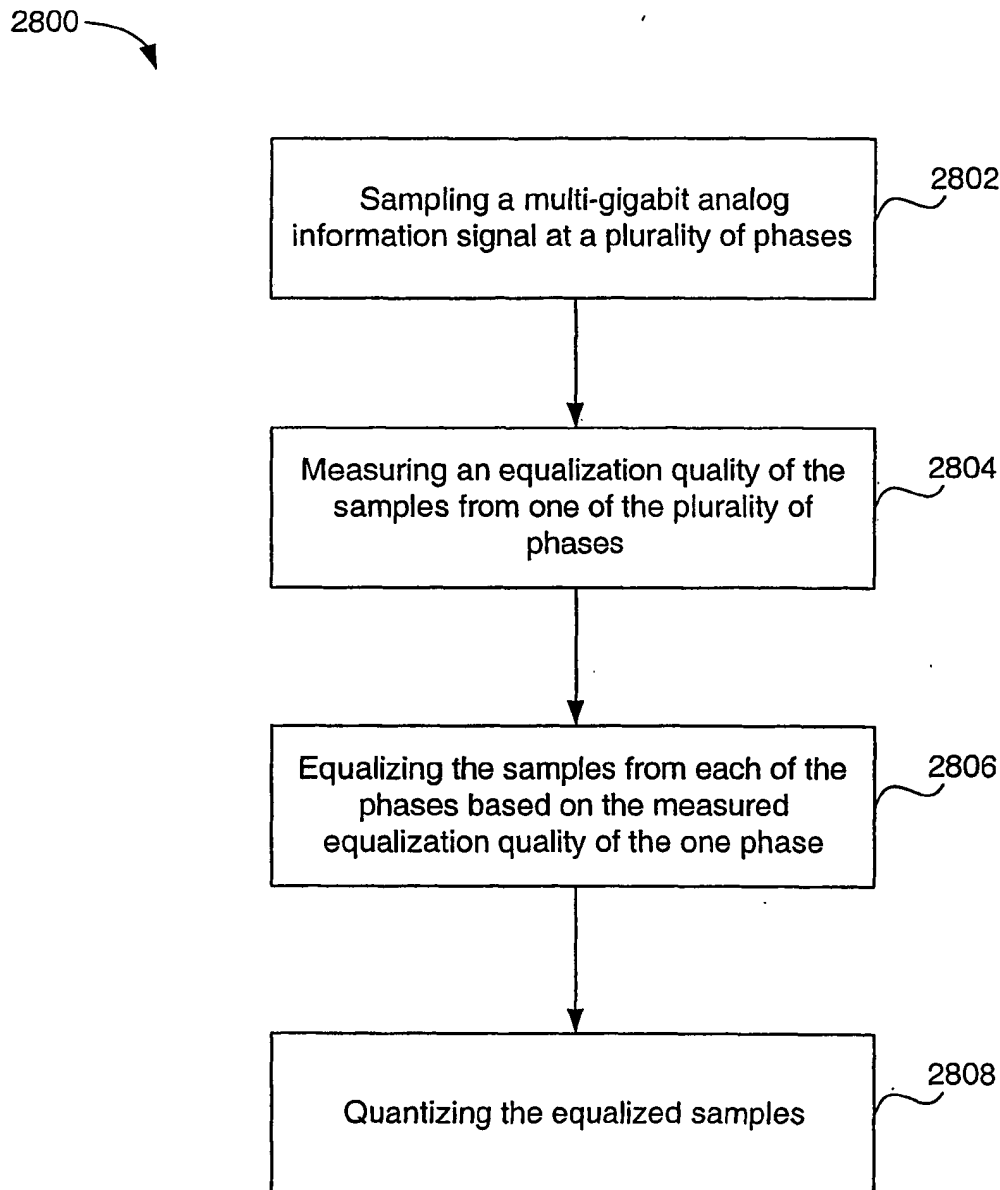 2800
2802
Sampling a multi-gigabit analog
information signal at a plurality of phases
2804
Measuring an equalization quality of the
samples from one of the plurality of
phases
2806
Equalizing the samples from each of the
phases based on the measured
equalization quality of the one phase
2808
Quantizing the equalized samples